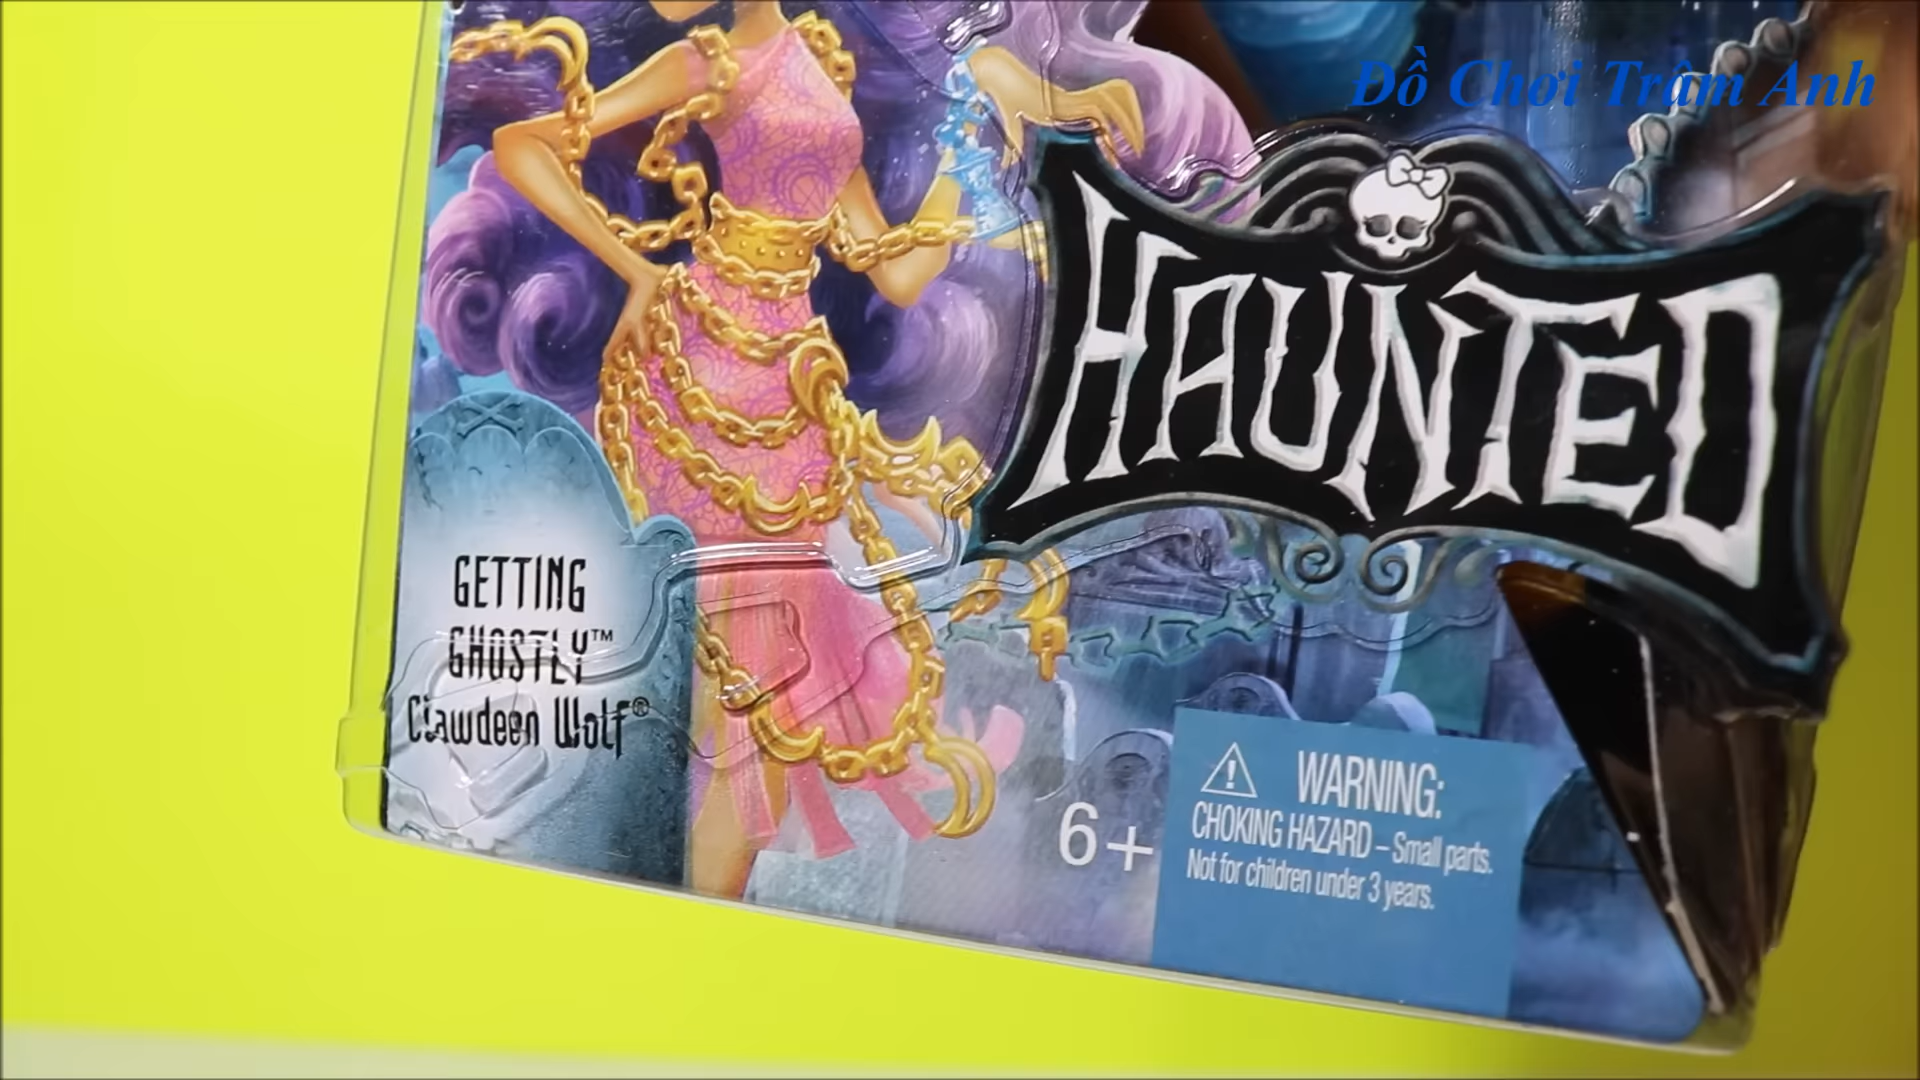 Đồ Chơi Trâm Anh
HAUNTED
GETTING
GHOSTLY™
Clawdeen Wolf®
6+
WARNING:
CHOKING HAZARD – Small parts.
Not for children under 3 years.